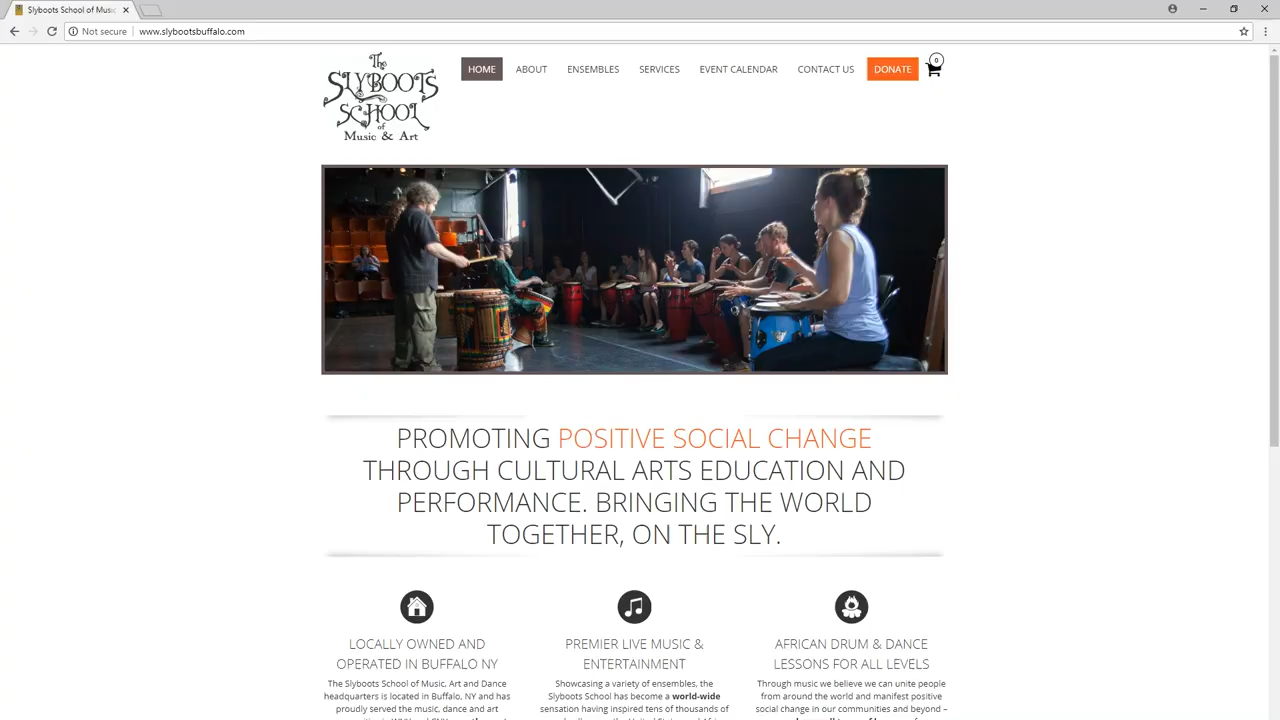 Slyboots School of Music
Not secure
www.slybootsbuffalo.com
The
SLYBOOTS
SCHOOL
of
Music & Art
HOME
ABOUT
ENSEMBLES
SERVICES
EVENT CALENDAR
CONTACT US
DONATE
0
PROMOTING POSITIVE SOCIAL CHANGE
THROUGH CULTURAL ARTS EDUCATION AND
PERFORMANCE. BRINGING THE WORLD
TOGETHER, ON THE SLY.
LOCALLY OWNED AND
OPERATED IN BUFFALO NY
The Slyboots School of Music, Art and Dance
headquarters is located in Buffalo, NY and has
proudly served the music, dance and art
PREMIER LIVE MUSIC &
ENTERTAINMENT
Showcasing a variety of ensembles, the
Slyboots School has become a world-wide
sensation having inspired tens of thousands of
AFRICAN DRUM & DANCE
LESSONS FOR ALL LEVELS
Through music we believe we can unite people
from around the world and manifest positive
social change in our communities and beyond –